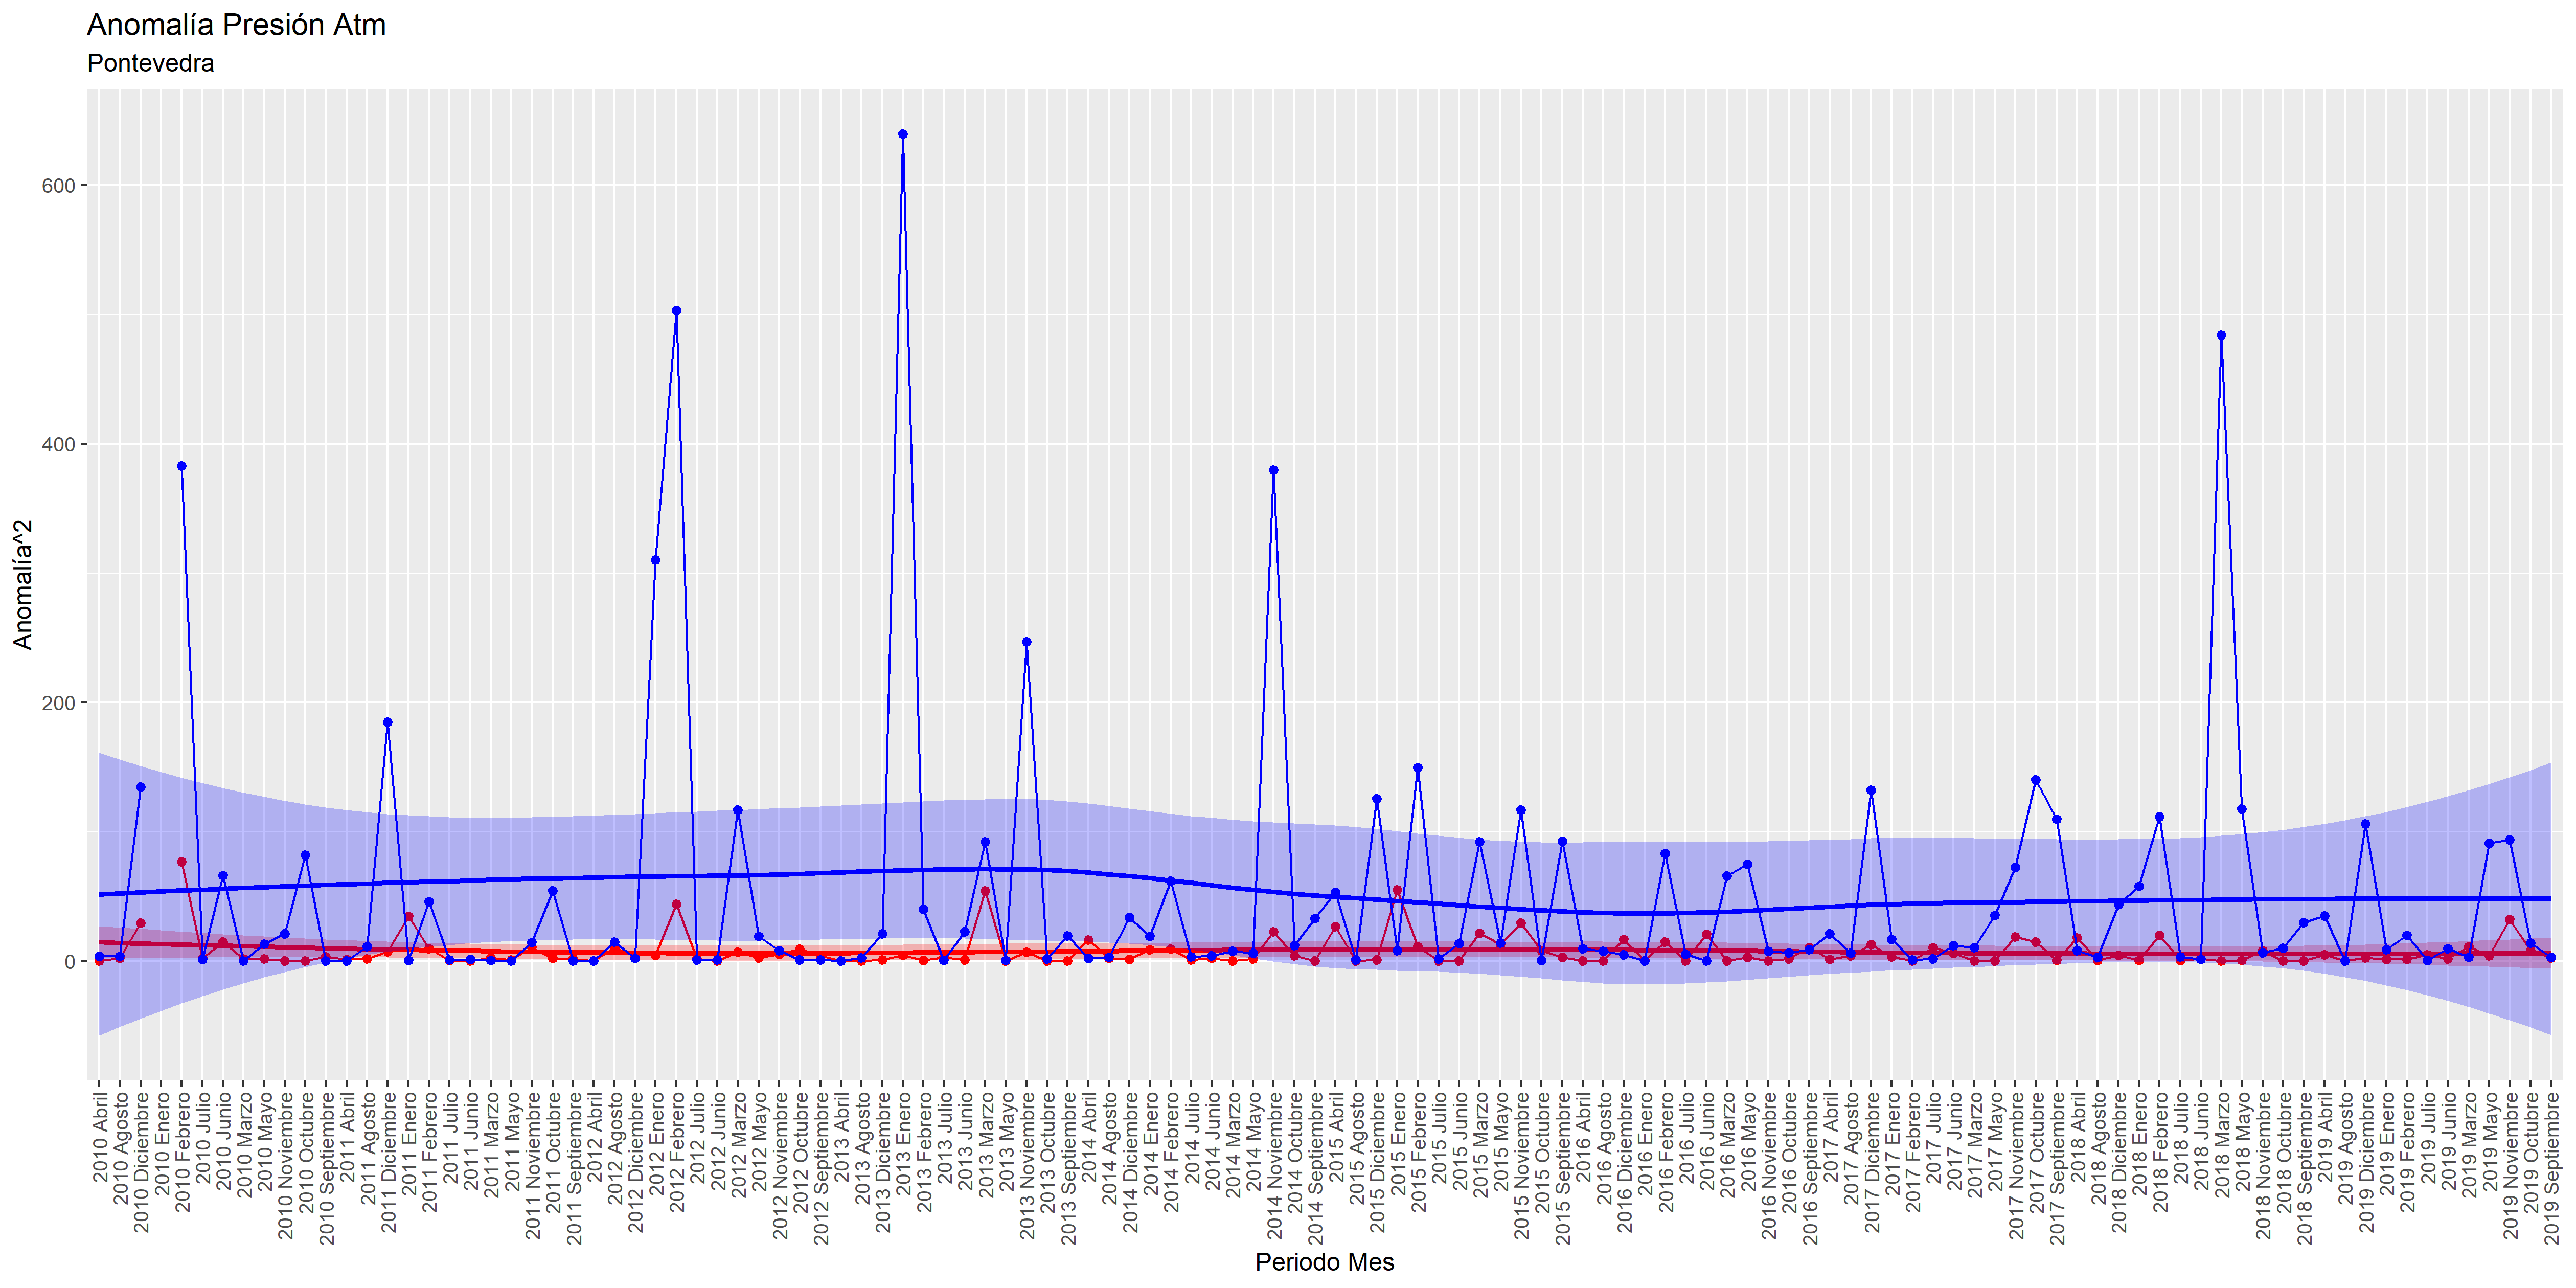 Anomalía Presión Atm
Pontevedra
Anomalía^2
600
400
200
0
2010 Abril
2010 Agosto
2010 Diciembre
2010 Enero
2010 Febrero
2010 Julio
2010 Junio
2010 Marzo
2010 Mayo
2010 Noviembre
2010 Octubre
2010 Septiembre
2011 Abril
2011 Agosto
2011 Diciembre
2011 Enero
2011 Febrero
2011 Julio
2011 Junio
2011 Marzo
2011 Mayo
2011 Noviembre
2011 Octubre
2011 Septiembre
2012 Abril
2012 Agosto
2012 Diciembre
2012 Enero
2012 Febrero
2012 Julio
2012 Junio
2012 Marzo
2012 Mayo
2012 Noviembre
2012 Octubre
2012 Septiembre
2013 Abril
2013 Agosto
2013 Diciembre
2013 Enero
2013 Febrero
2013 Julio
2013 Junio
2013 Marzo
2013 Mayo
2013 Noviembre
2013 Octubre
2013 Septiembre
2014 Abril
2014 Agosto
2014 Diciembre
2014 Enero
2014 Febrero
2014 Julio
2014 Junio
2014 Marzo
2014 Mayo
2014 Noviembre
2014 Octubre
2014 Septiembre
2015 Abril
2015 Agosto
2015 Diciembre
2015 Enero
2015 Febrero
2015 Julio
2015 Junio
2015 Marzo
2015 Mayo
2015 Noviembre
2015 Octubre
2015 Septiembre
2016 Abril
2016 Agosto
2016 Diciembre
2016 Enero
2016 Febrero
2016 Julio
2016 Junio
2016 Marzo
2016 Mayo
2016 Noviembre
2016 Octubre
2016 Septiembre
2017 Abril
2017 Agosto
2017 Diciembre
2017 Enero
2017 Febrero
2017 Julio
2017 Junio
2017 Marzo
2017 Mayo
2017 Noviembre
2017 Octubre
2017 Septiembre
2018 Abril
2018 Agosto
2018 Diciembre
2018 Enero
2018 Febrero
2018 Julio
2018 Junio
2018 Marzo
2018 Mayo
2018 Noviembre
2018 Octubre
2018 Septiembre
2019 Abril
2019 Agosto
2019 Diciembre
2019 Enero
2019 Febrero
2019 Julio
2019 Junio
2019 Marzo
2019 Mayo
2019 Noviembre
2019 Octubre
2019 Septiembre
Periodo Mes